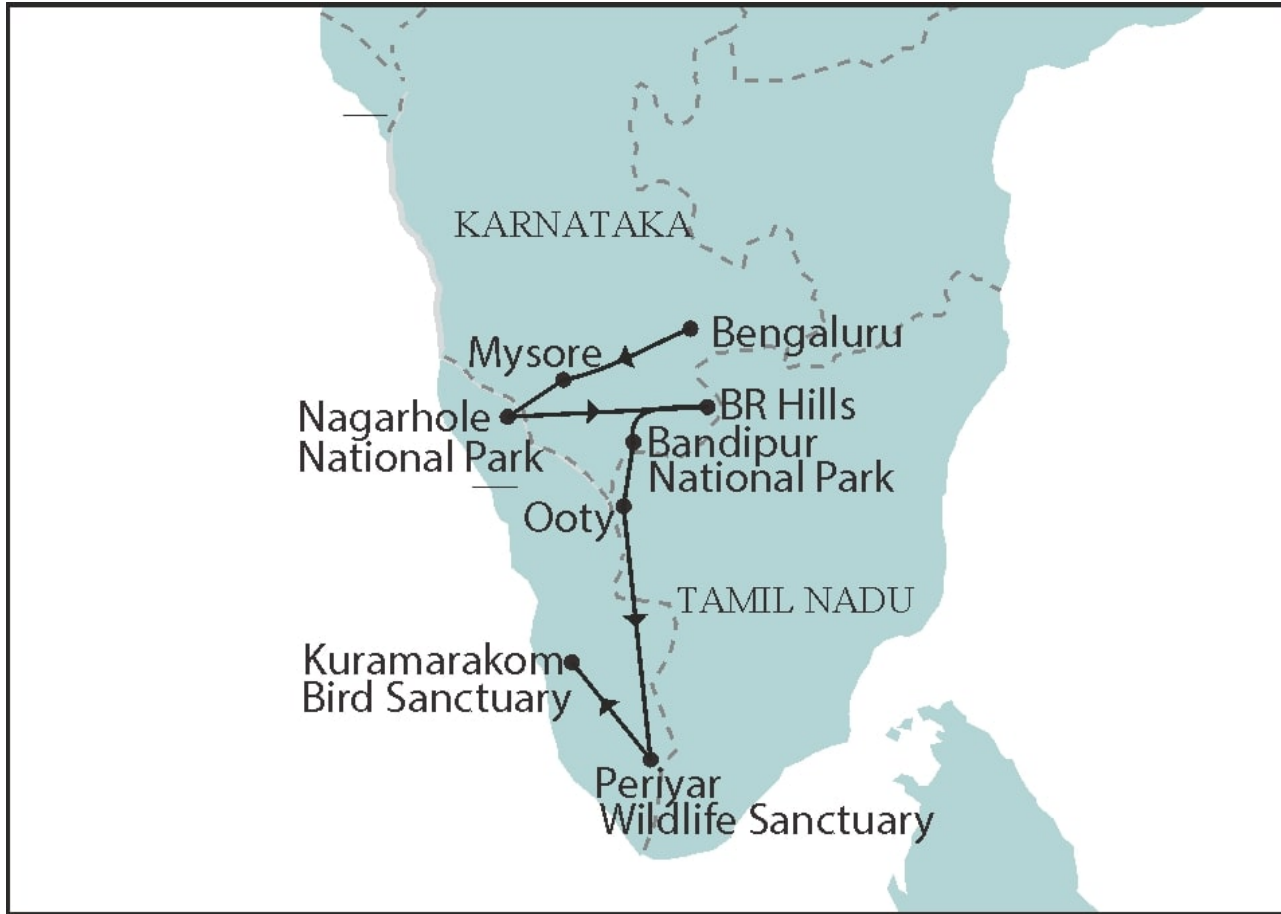 KARNATAKA
Bengaluru
Mysore
BR Hills
Nagarhole
National Park
Bandipur
National Park
Ooty
TAMIL NADU
Kuramarakom
Bird Sanctuary
Periyar
Wildlife Sanctuary